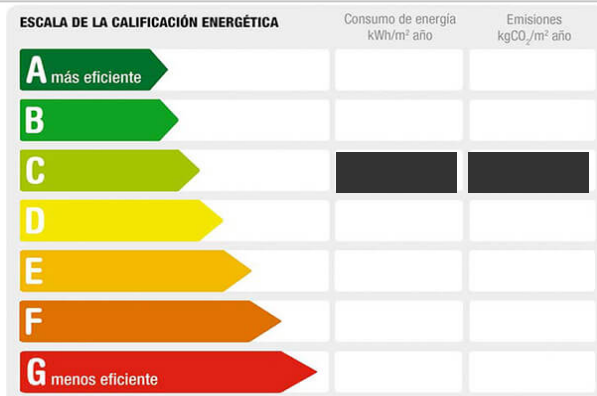 ESCALA DE LA CALIFICACIÓN ENERGÉTICA
Consumo de energía
kWh/m² año
Emisiones
kgCO₂/m² año
A más eficiente
B
C
D
E
F
G menos eficiente